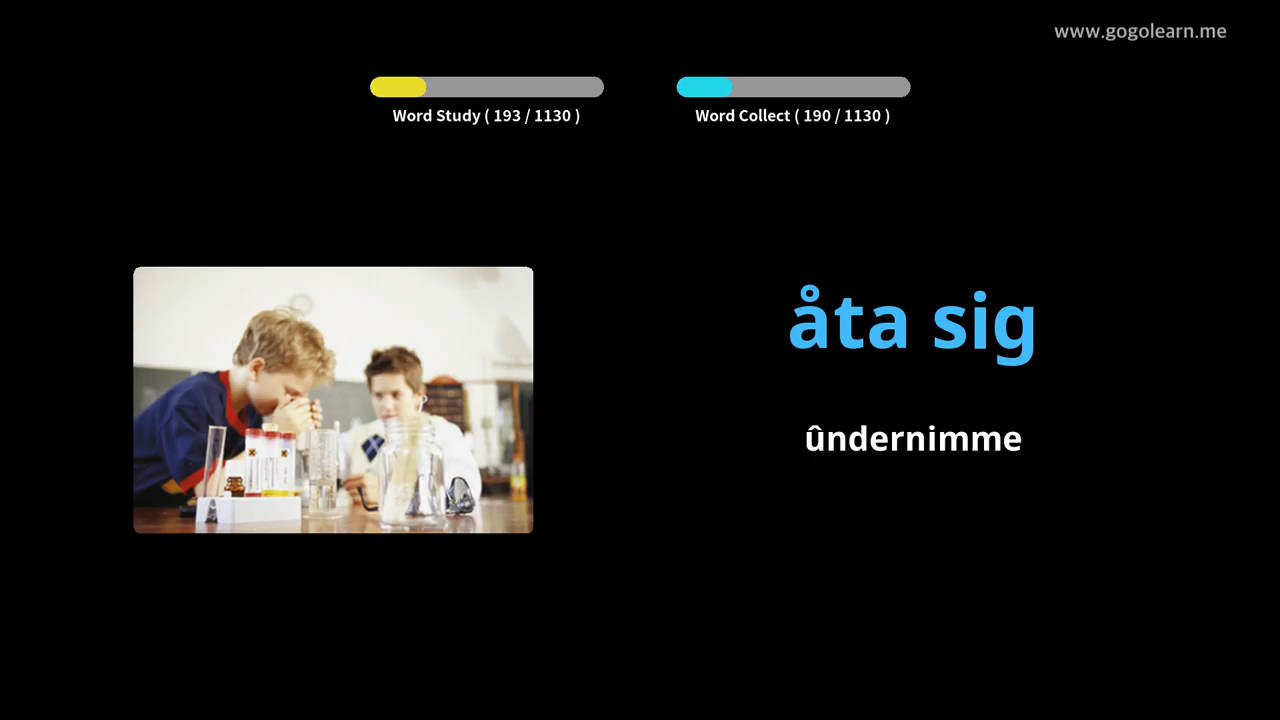 www.gogolearn.me
Word Study ( 193 / 1130 )
Word Collect ( 190 / 1130 )
åta sig
ûndernimme